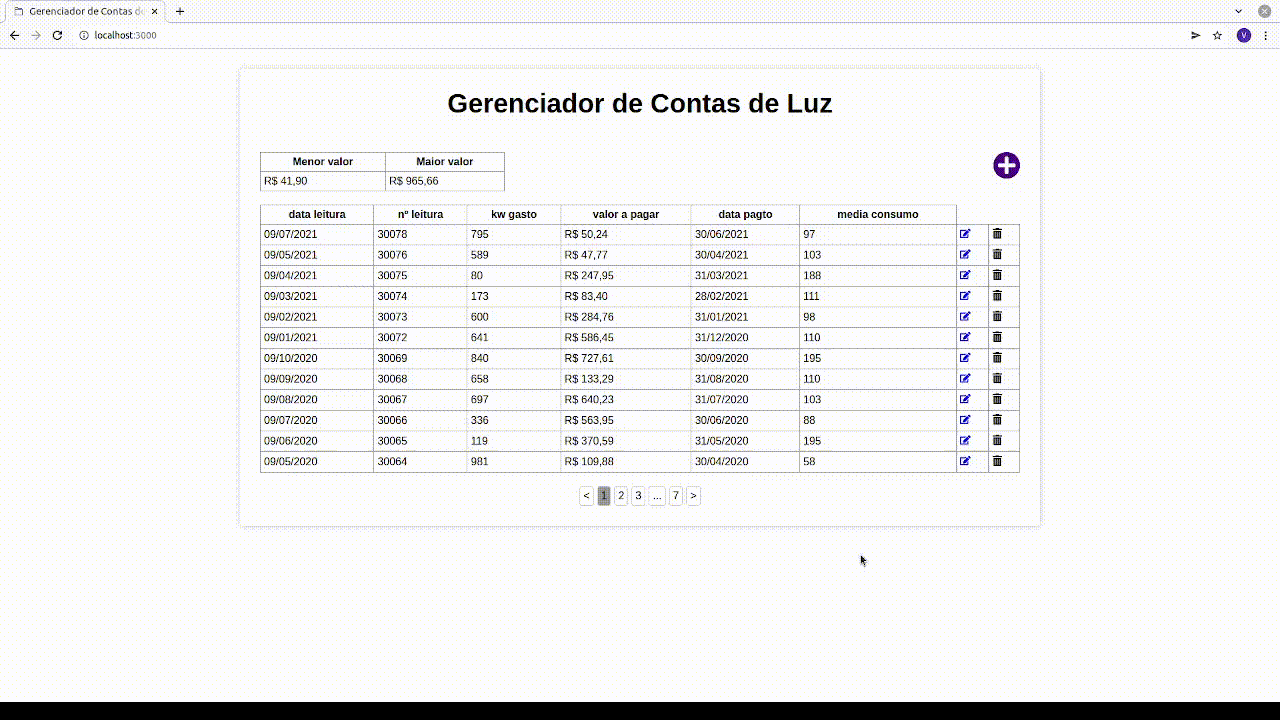 Gerenciador de Contas d
localhost:3000
V
Gerenciador de Contas de Luz
Menor valor Maior valor
R$ 41,90 R$ 965,66
data leitura nº leitura kw gasto valor a pagar data pagto media consumo
09/07/2021 30078 795 R$ 50,24 30/06/2021 97
09/05/2021 30076 589 R$ 47,77 30/04/2021 103
09/04/2021 30075 80 R$ 247,95 31/03/2021 188
09/03/2021 30074 173 R$ 83,40 28/02/2021 111
09/02/2021 30073 600 R$ 284,76 31/01/2021 98
09/01/2021 30072 641 R$ 586,45 31/12/2020 110
09/10/2020 30069 840 R$ 727,61 30/09/2020 195
09/09/2020 30068 658 R$ 133,29 31/08/2020 110
09/08/2020 30067 697 R$ 640,23 31/07/2020 103
09/07/2020 30066 336 R$ 563,95 30/06/2020 88
09/06/2020 30065 119 R$ 370,59 31/05/2020 195
09/05/2020 30064 981 R$ 109,88 30/04/2020 58
< 1 2 3 ... 7 >